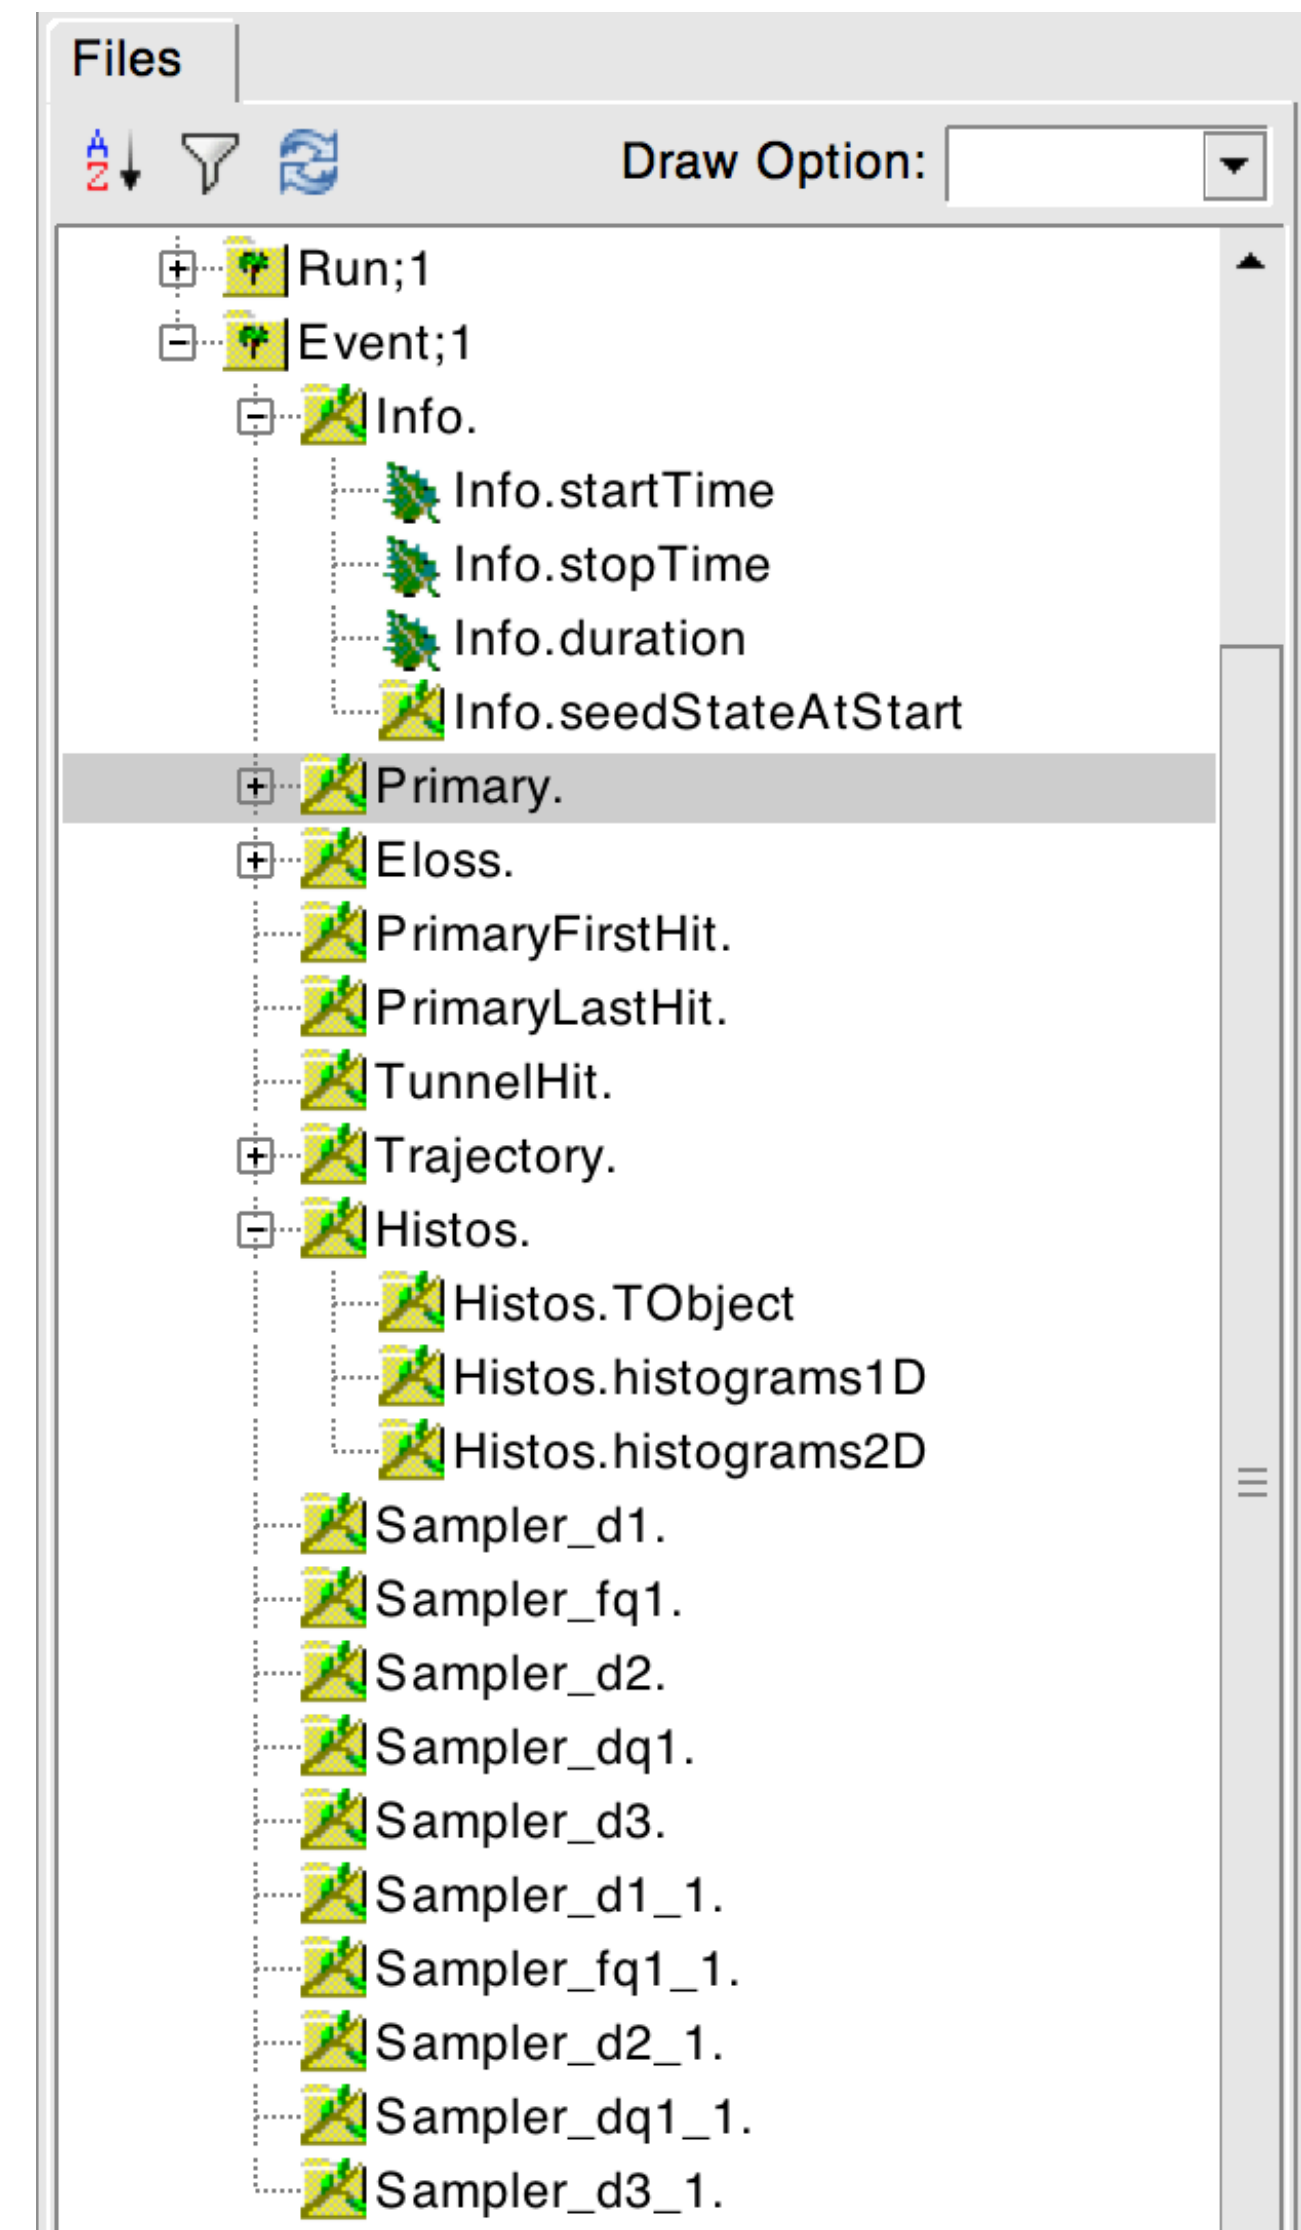 Files
Draw Option:
Run;1
Event;1
Info.
Info.startTime
Info.stopTime
Info.duration
Info.seedStateAtStart
Primary.
Eloss.
PrimaryFirstHit.
PrimaryLastHit.
TunnelHit.
Trajectory.
Histos.
Histos.TObject
Histos.histograms1D
Histos.histograms2D
Sampler_d1.
Sampler_fq1.
Sampler_d2.
Sampler_dq1.
Sampler_d3.
Sampler_d1_1.
Sampler_fq1_1.
Sampler_d2_1.
Sampler_dq1_1.
Sampler_d3_1.